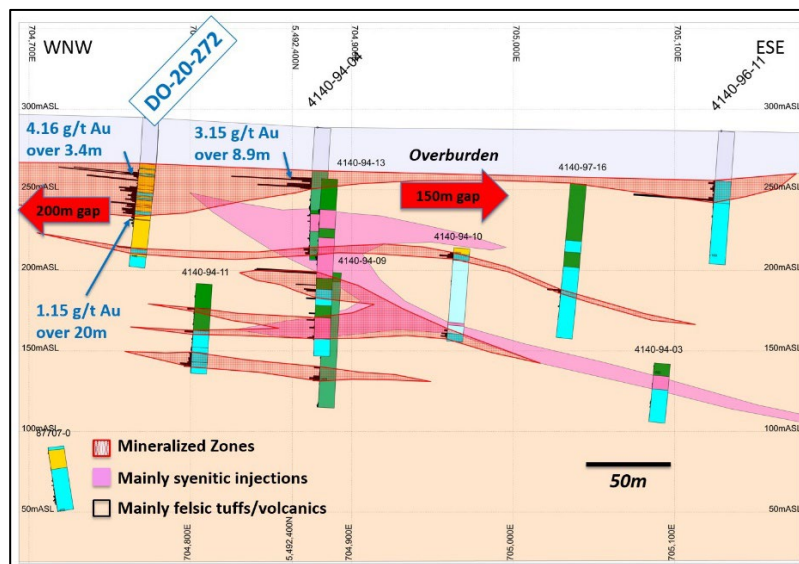 704,700E
5,492,400N
704,900E
705,000E
705,100E
WNW
ESE
DO-20-272
4140-94-04
4140-96-11
300mASL
300mASL
4.16 g/t Au
over 3.4m
3.15 g/t Au
over 8.9m
Overburden
4140-94-13
4140-97-16
250mASL
250mASL
200m gap
150m gap
4140-94-10
4140-94-09
200mASL
200mASL
4140-94-11
1.15 g/t Au
over 20m
150mASL
150mASL
4140-94-03
100mASL
100mASL
87707-0
Mineralized Zones
Mainly syenitic injections
Mainly felsic tuffs/volcanics
50m
50mASL
50mASL
704,800E
5,492,400N
704,900E
705,000E
705,100E